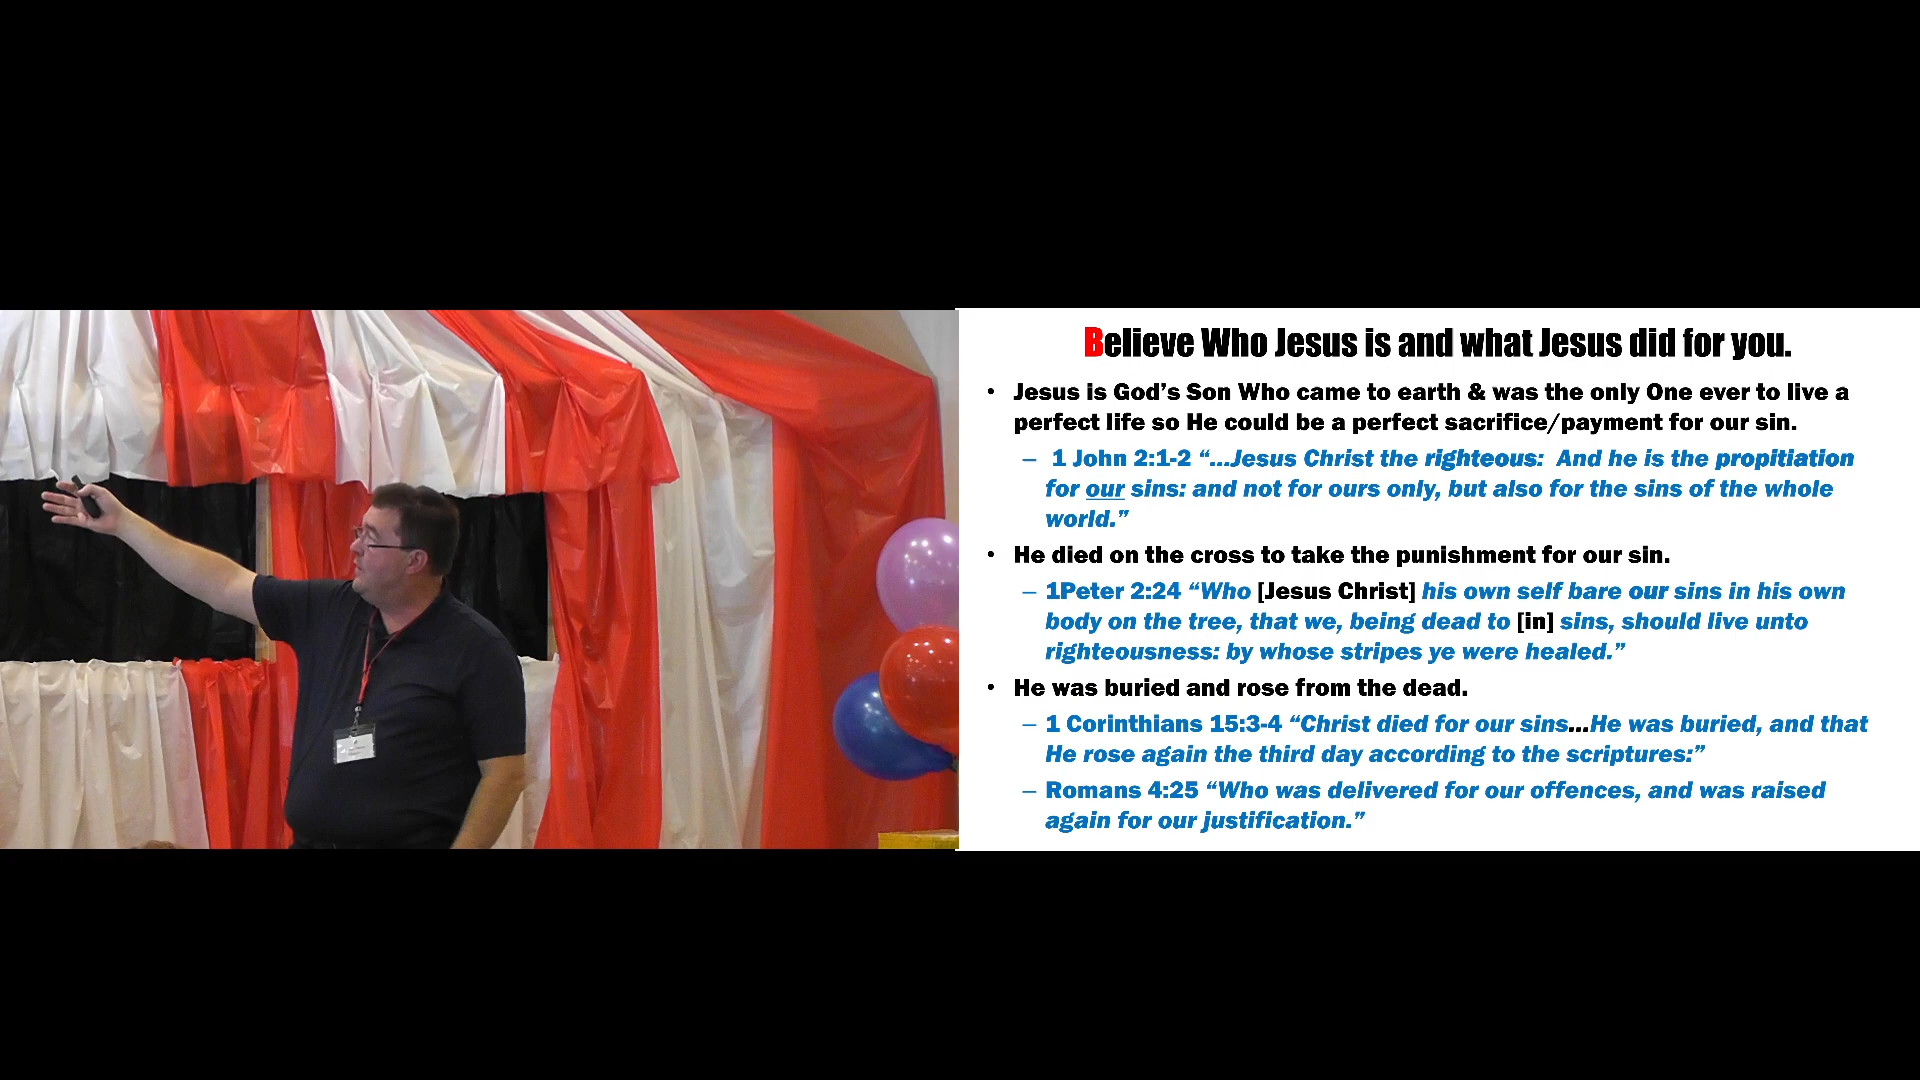 Believe Who Jesus is and what Jesus did for you.
• Jesus is God’s Son Who came to earth & was the only One ever to live a
perfect life so He could be a perfect sacrifice/payment for our sin.
– 1 John 2:1-2 “…Jesus Christ the righteous:  And he is the propitiation
for our sins: and not for ours only, but also for the sins of the whole
world.”
• He died on the cross to take the punishment for our sin.
– 1Peter 2:24 “Who [Jesus Christ] his own self bare our sins in his own
body on the tree, that we, being dead to [in] sins, should live unto
righteousness: by whose stripes ye were healed.”
• He was buried and rose from the dead.
– 1 Corinthians 15:3-4 “Christ died for our sins…He was buried, and that
He rose again the third day according to the scriptures:”
– Romans 4:25 “Who was delivered for our offences, and was raised
again for our justification.”